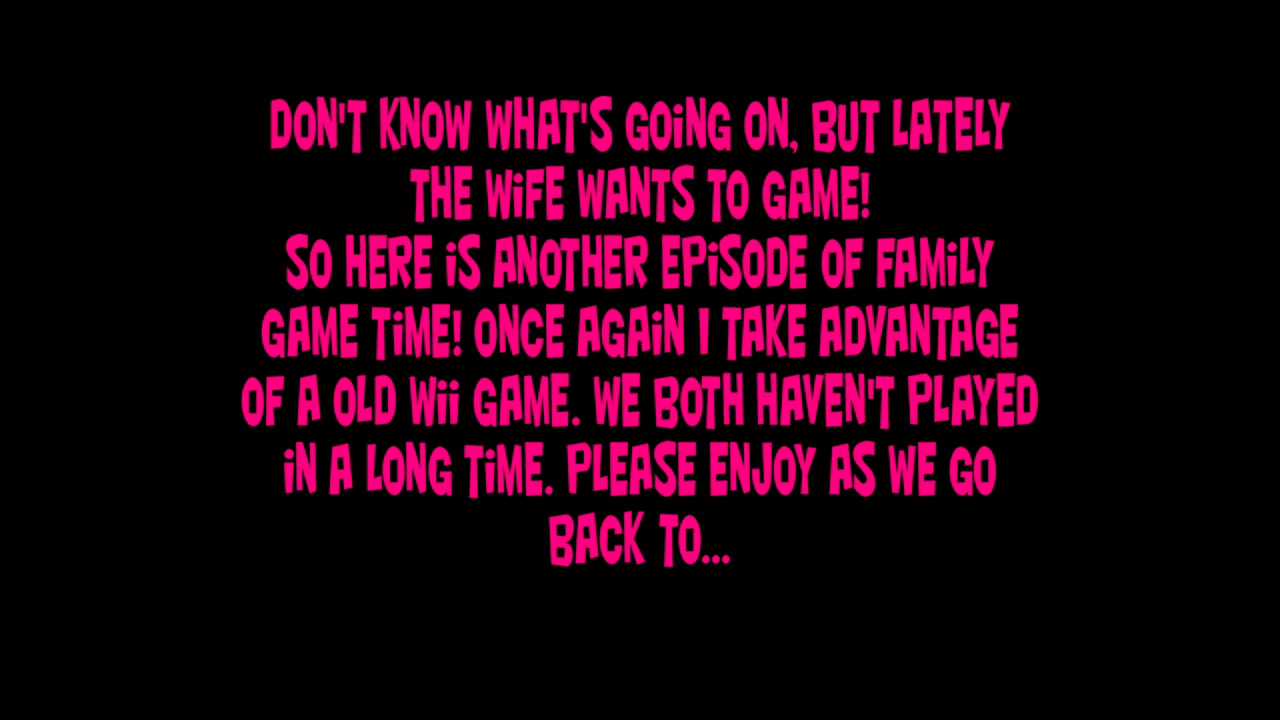 DON'T KNOW WHAT'S GOiNG ON, BUT LATELY
THE WiFE WANTS TO GAME!
SO HERE iS ANOTHER EPiSODE OF FAMiLY
GAME TiME! ONCE AGAiN I TAKE ADVANTAGE
OF A OLD Wii GAME. WE BOTH HAVEN'T PLAYED
iN A LONG TiME. PLEASE ENJOY AS WE GO
BACK TO...